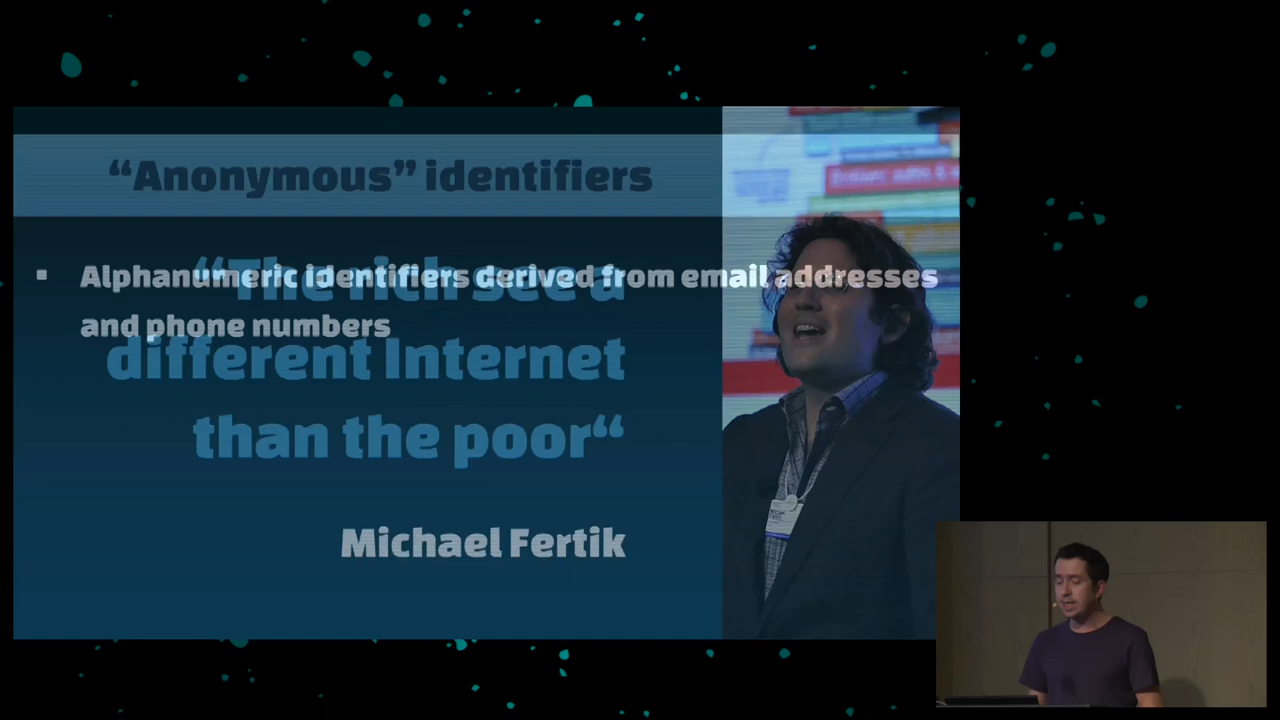 “Anonymous” identifiers
▪ Alphanumeric identifiers derived from email addresses
and phone numbers
“The rich see a
different Internet
than the poor“
Michael Fertik